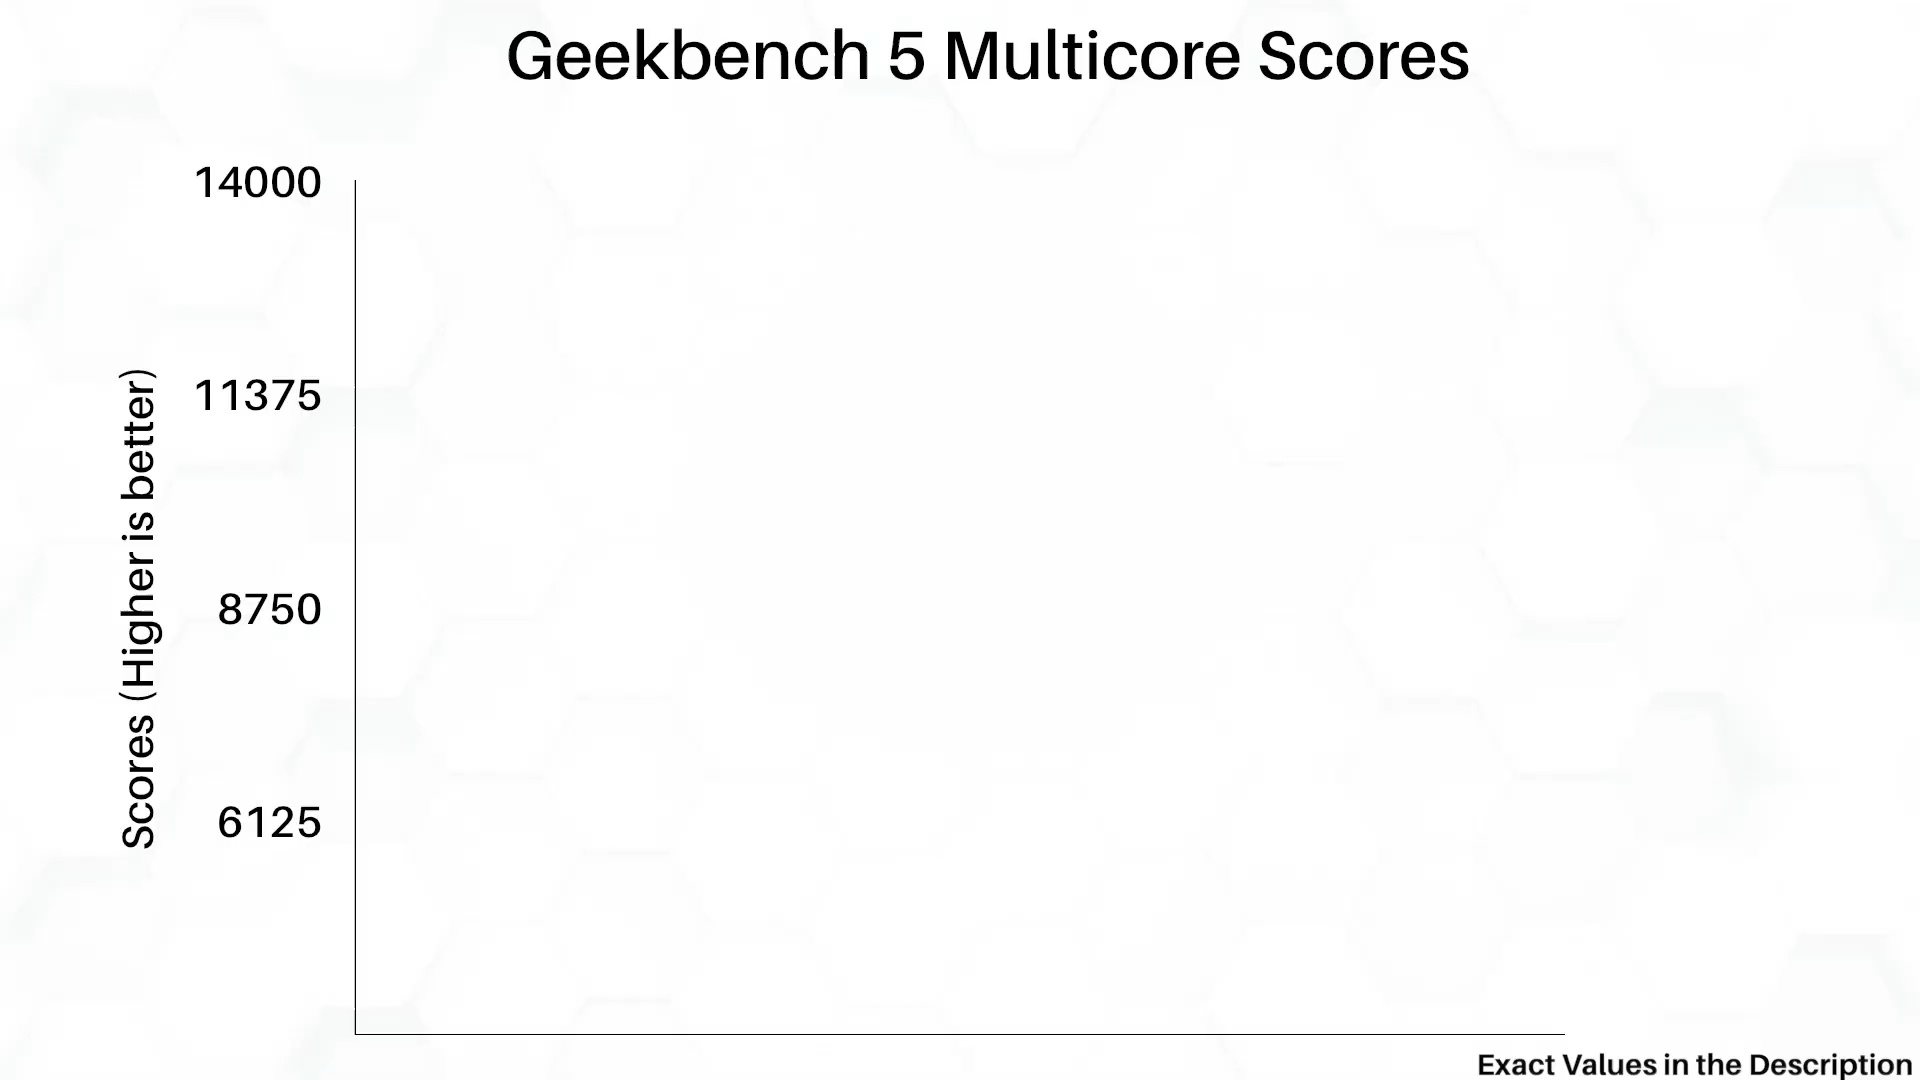 Geekbench 5 Multicore Scores
14000
11375
8750
6125
Scores (Higher is better)
Exact Values in the Description